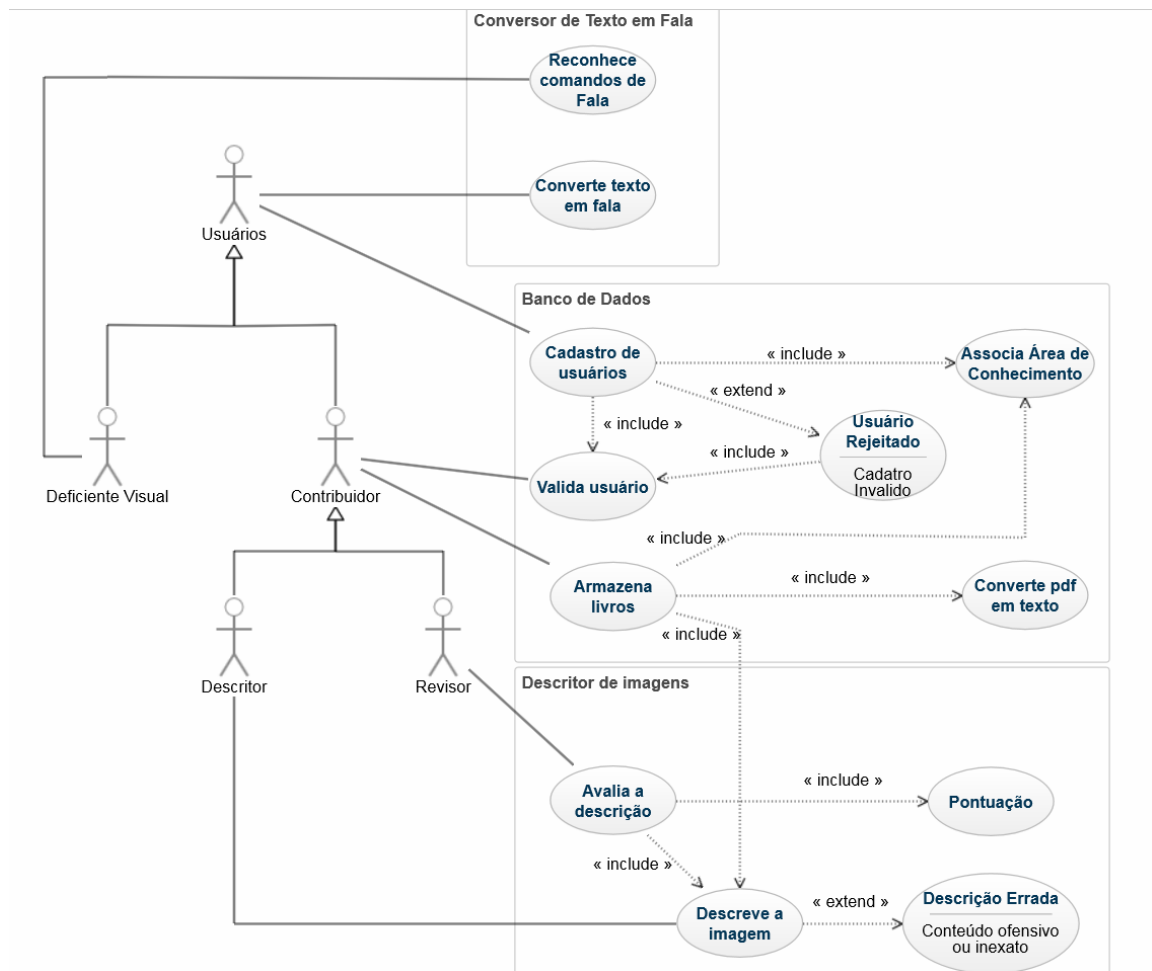 Conversor de Texto em Fala
Reconhece
comandos de
Fala
Converte texto
em fala
Usuários
Banco de Dados
Cadastro de
usuários
« include »
Associa Área de
Conhecimento
« extend »
« include »
Usuário
Rejeitado
Cadatro
Invalido
« include »
Valida usuário
Deficiente Visual
Contribuidor
« include »
Armazena
livros
« include »
Converte pdf
em texto
« include »
Descritor
Revisor
Descritor de imagens
Avalia a
descrição
« include »
Pontuação
« include »
Descreve a
imagem
« extend »
Descrição Errada
Conteúdo ofensivo
ou inexato